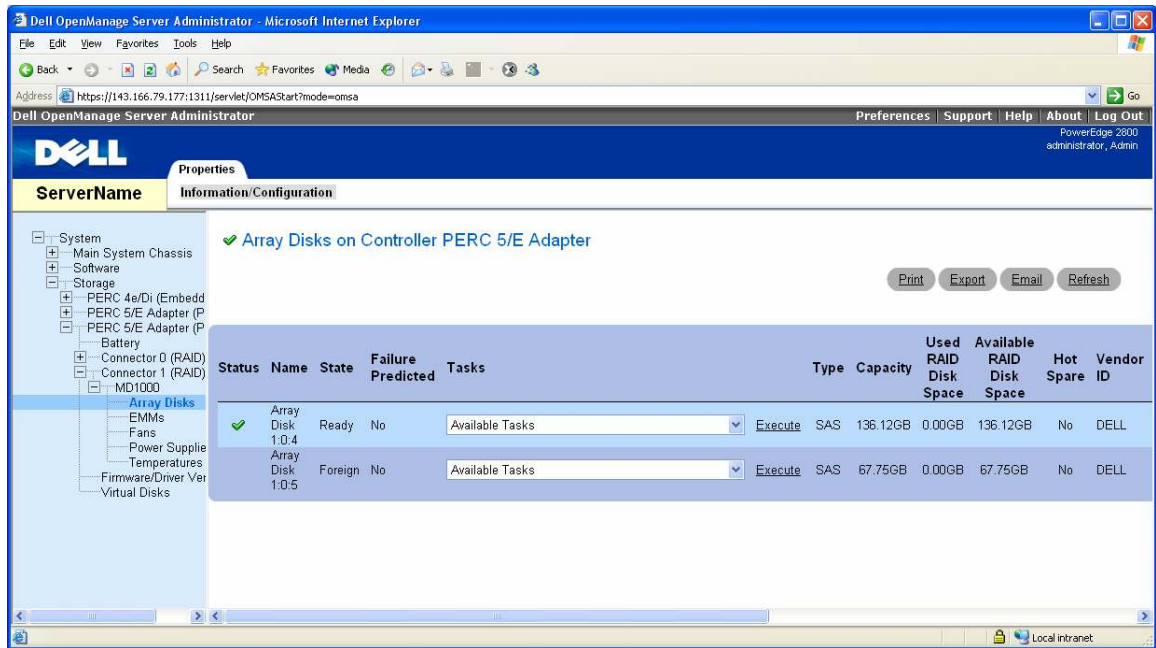 Dell OpenManage Server Administrator - Microsoft Internet Explorer
File Edit View Favorites Tools Help
Back Search Favorites Media
Address https://143.166.79.177:1311/servlet/OMSAStart?mode=omsa Go
Dell OpenManage Server Administrator Preferences | Support | Help | About | Log Out
PowerEdge 2800
administrator, Admin
DELL
Properties
ServerName
Information/Configuration
System
Main System Chassis
Software
Storage
PERC 4e/Di (Embedd
PERC 5/E Adapter (P
PERC 5/E Adapter (P
Battery
Connector 0 (RAID)
Connector 1 (RAID)
MD1000
Array Disks
EMMs
Fans
Power Supplie
Temperatures
Firmware/Driver Ver
Virtual Disks
Array Disks on Controller PERC 5/E Adapter
Print Export Email Refresh
Status Name State Failure Predicted Tasks Type Capacity Used RAID Disk Space Available RAID Disk Space Hot Spare Vendor ID
Array Disk 1:0:4 Ready No Available Tasks Execute SAS 136.12GB 0.00GB 136.12GB No DELL
Array Disk 1:0:5 Foreign No Available Tasks Execute SAS 67.75GB 0.00GB 67.75GB No DELL
Local intranet